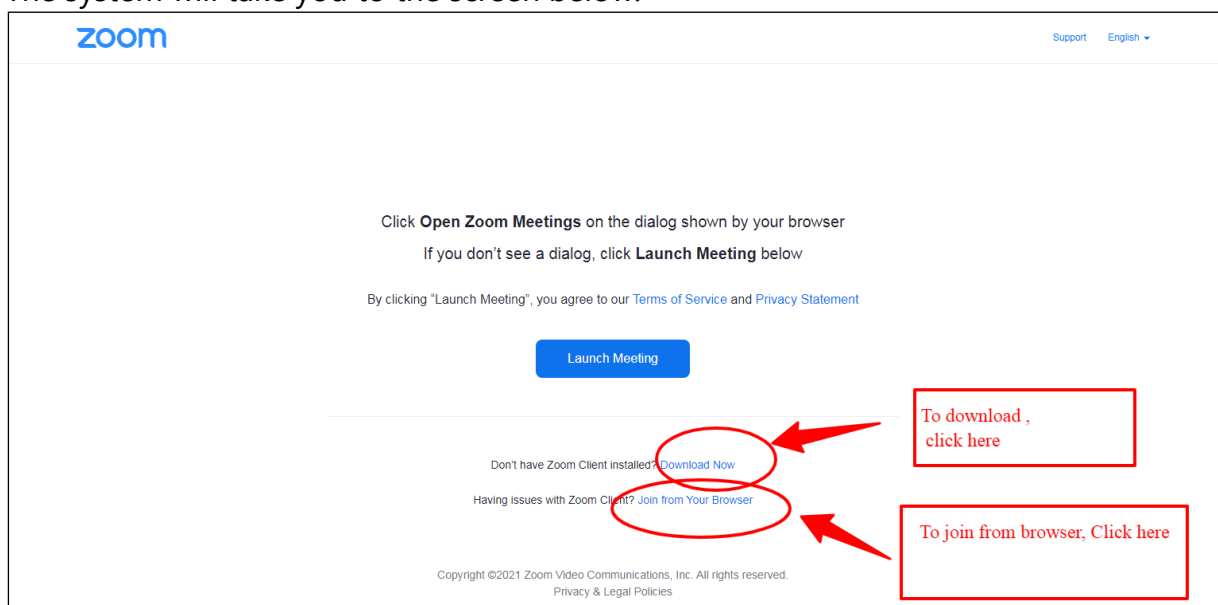 The system will take you to the screen below.
zoom
Support English
Click Open Zoom Meetings on the dialog shown by your browser
If you don't see a dialog, click Launch Meeting below
By clicking "Launch Meeting", you agree to our Terms of Service and Privacy Statement
Launch Meeting
To download ,
click here
Don't have Zoom Client installed? Download Now
Having issues with Zoom Client? Join from Your Browser
To join from browser, Click here
Copyright ©2021 Zoom Video Communications, Inc. All rights reserved.
Privacy & Legal Policies